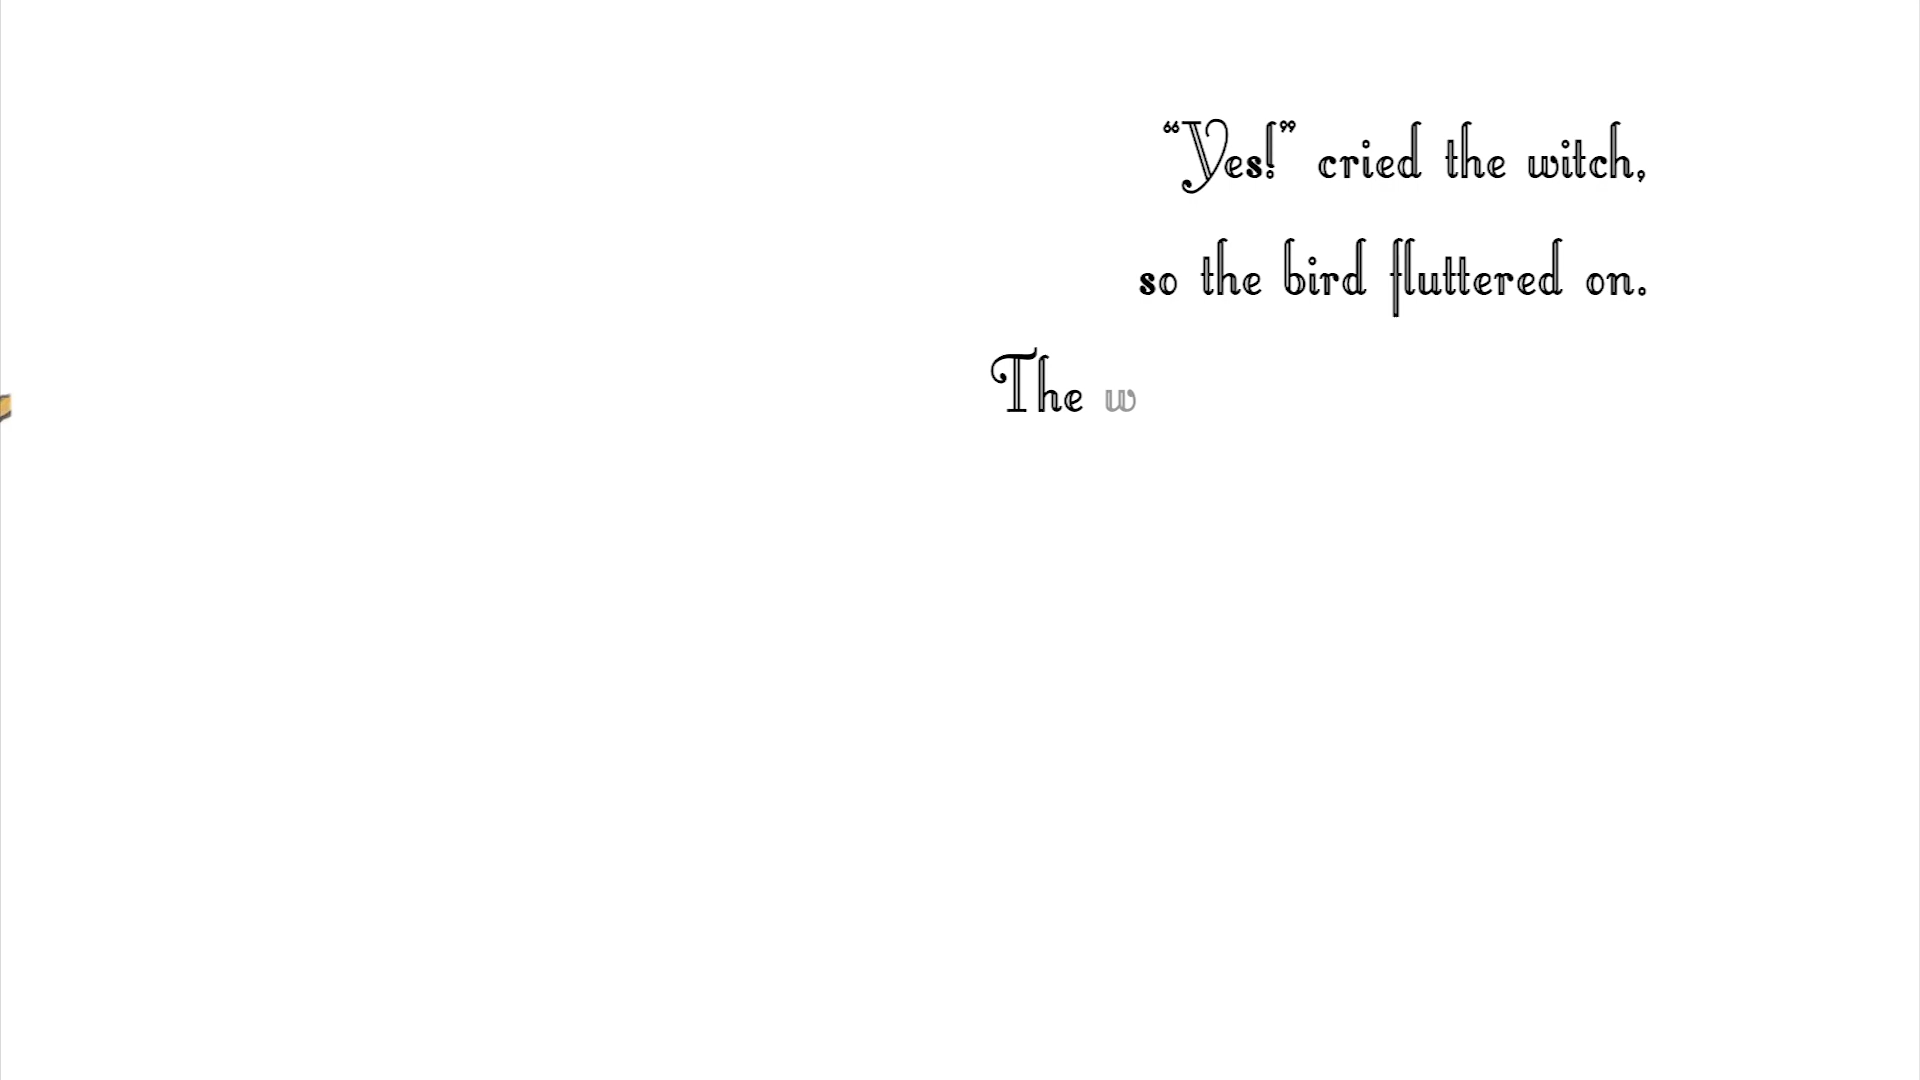 “Yes!” cried the witch,
so the bird fluttered on.
The w